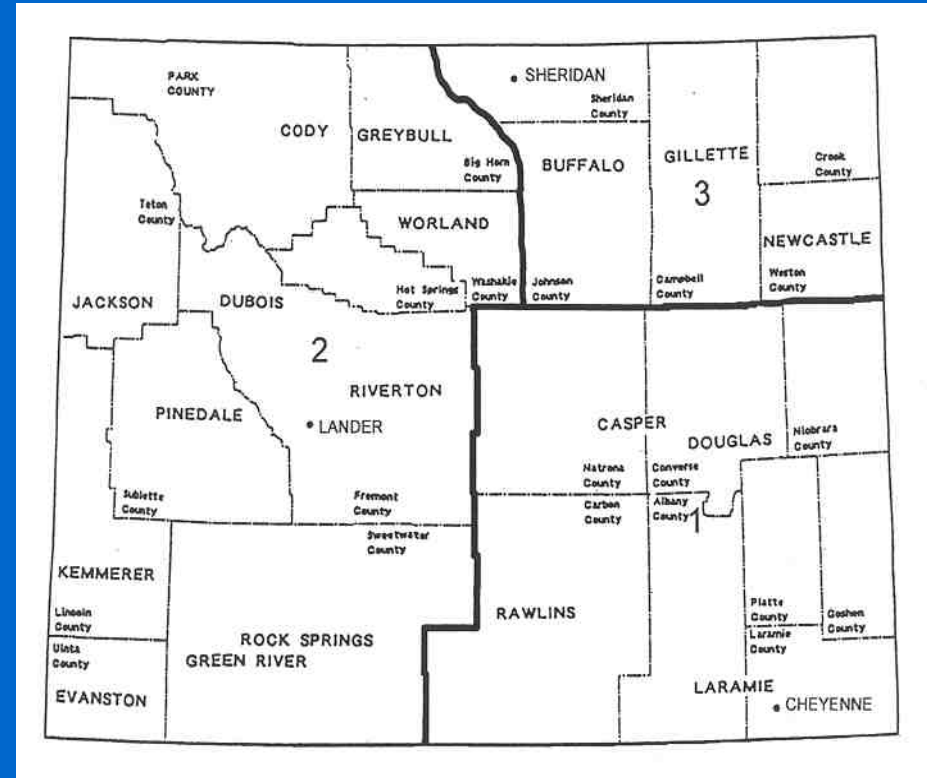 SHERIDAN
PARK
COUNTY
Sheridan
County
CODY
GREYBULL
BUFFALO
GILLETTE
Big Horn
County
Crook
County
3
Teton
County
WORLAND
NEWCASTLE
Hot Springs
County
Washakie
County
Johnson
County
Campbell
County
Weston
County
JACKSON
DUBOIS
2
RIVERTON
PINEDALE
LANDER
CASPER
DOUGLAS
Niobrara
County
Natrona
County
Converse
County
Sublette
County
Fremont
County
Carbon
County
Albany
County
1
Sweetwater
County
KEMMERER
Lincoln
County
RAWLINS
Platte
County
Goshen
County
Laramie
County
Uinta
County
ROCK SPRINGS
GREEN RIVER
EVANSTON
LARAMIE
CHEYENNE